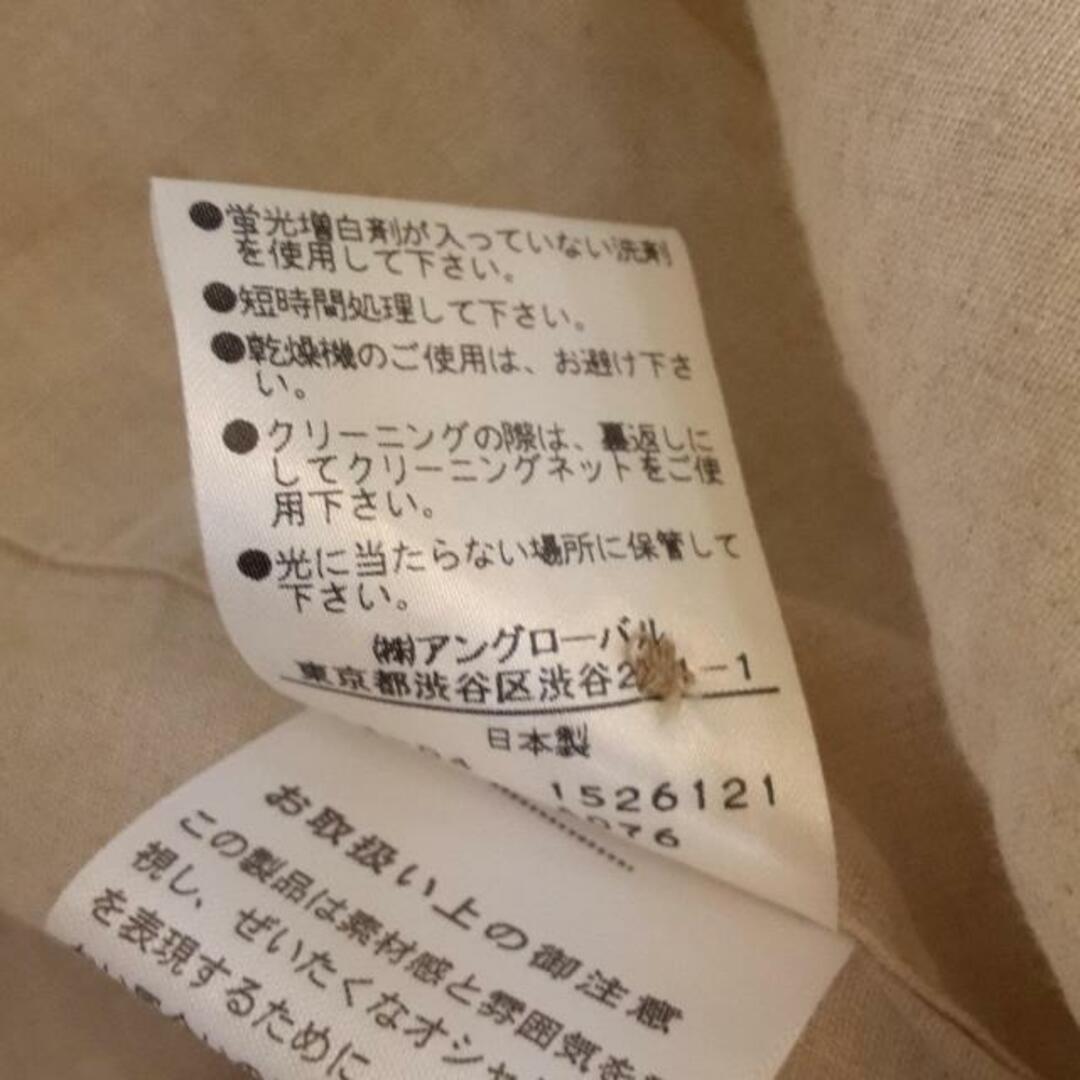 ●蛍光増白剤が入っていない洗剤
を使用して下さい。
●短時間処理して下さい。
●乾燥機のご使用は、お避け下さ
い。
●クリーニングの際は、裏返しに
してクリーニングネットをご使
用下さい。
●光に当たらない場所に保管して
下さい。
㈱アングローバル
東京都渋谷区渋谷2 -1
日本製
1526121
076
お取扱い上の御注意
この製品は素材感と雰囲気を
視し、ぜいたくなオシャ
を表現するために